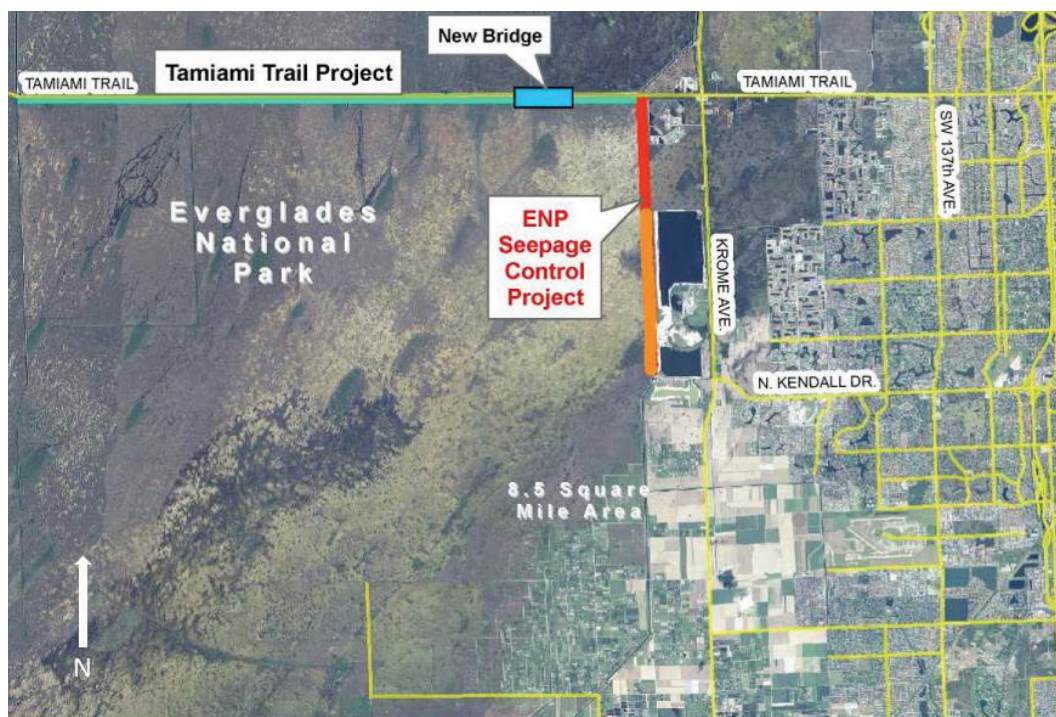 New Bridge
Tamiami Trail Project
TAMIAMI TRAIL
TAMIAMI TRAIL
SW 137th AVE.
Everglades
National
Park
ENP
Seepage
Control
Project
KROME AVE.
N. KENDALL DR.
8.5 Square
Mile Area
N